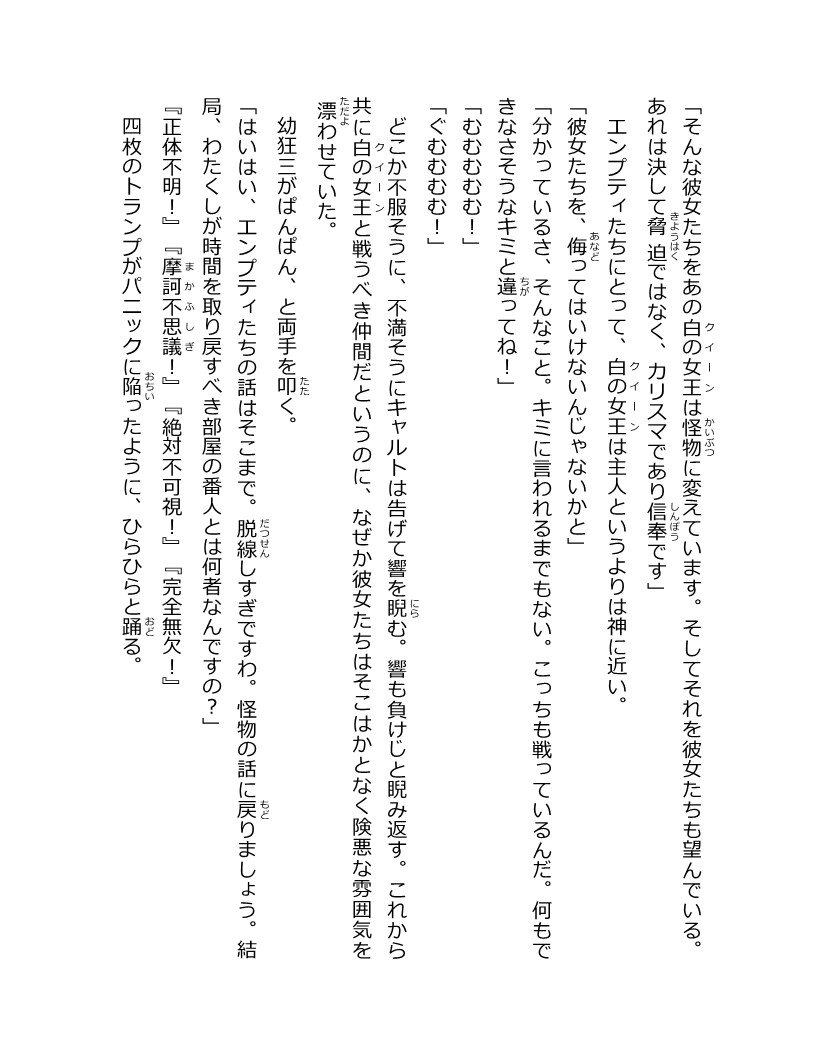 「そんな彼女たちをあの白の女王は怪物に変えています。そしてそれを彼女たちも望んでいる。
あれは決して脅迫ではなく、カリスマであり信奉です」
エンプティたちにとって、白の女王は主人というよりは神に近い。
「彼女たちを、侮ってはいけないんじゃないかと」
「分かっているさ、そんなこと。キミに言われるまでもない。こっちも戦っているんだ。何もで
きなさそうなキミと違ってね！」
「むむむむむ！」
「ぐむむむむ！」
どこか不服そうに、不満そうにキャルトは告げて響を睨む。響も負けじと睨み返す。これから
共に白の女王と戦うべき仲間だというのに、なぜか彼女たちはそこはかとなく険悪な雰囲気を
漂わせていた。
幼狂三がぱんぱん、と両手を叩く。
「はいはい、エンプティたちの話はそこまで。脱線しすぎですわ。怪物の話に戻りましょう。結
局、わたくしが時間を取り戻すべき部屋の番人とは何者なんですの？」
『正体不明！』『摩訶不思議！』『絶対不可視！』『完全無欠！』
四枚のトランプがパニックに陥ったように、ひらひらと踊る。